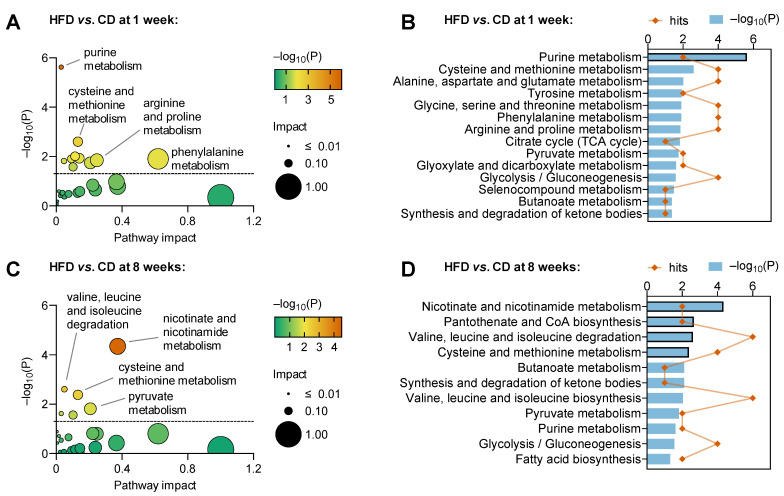 A
HFD vs. CD at 1 week:
6
4
2
0
−log10(P)
purine
metabolism
cysteine and
methionine
metabolism
arginine
and proline
metabolism
phenylalanine
metabolism
0
0.4
0.8
1.2
Pathway impact
−log10(P)
1
3
5
Impact
≤ 0.01
0.10
1.00
B
HFD vs. CD at 1 week:
hits
−log10(P)
0
2
4
6
Purine metabolism
Cysteine and methionine metabolism
Alanine, aspartate and glutamate metabolism
Tyrosine metabolism
Glycine, serine and threonine metabolism
Phenylalanine metabolism
Arginine and proline metabolism
Citrate cycle (TCA cycle)
Pyruvate metabolism
Glyoxylate and dicarboxylate metabolism
Glycolysis / Gluconeogenesis
Selenocompound metabolism
Butanoate metabolism
Synthesis and degradation of ketone bodies
C
HFD vs. CD at 8 weeks:
6
4
2
0
−log10(P)
valine, leucine
and isoleucine
degradation
nicotinate and
nicotinamide
metabolism
cysteine and
methionine metabolism
pyruvate
metabolism
0
0.4
0.8
1.2
Pathway impact
−log10(P)
1
2
3
4
Impact
≤ 0.01
0.10
1.00
D
HFD vs. CD at 8 weeks:
hits
−log10(P)
0
2
4
6
Nicotinate and nicotinamide metabolism
Pantothenate and CoA biosynthesis
Valine, leucine and isoleucine degradation
Cysteine and methionine metabolism
Butanoate metabolism
Synthesis and degradation of ketone bodies
Valine, leucine and isoleucine biosynthesis
Pyruvate metabolism
Purine metabolism
Glycolysis / Gluconeogenesis
Fatty acid biosynthesis